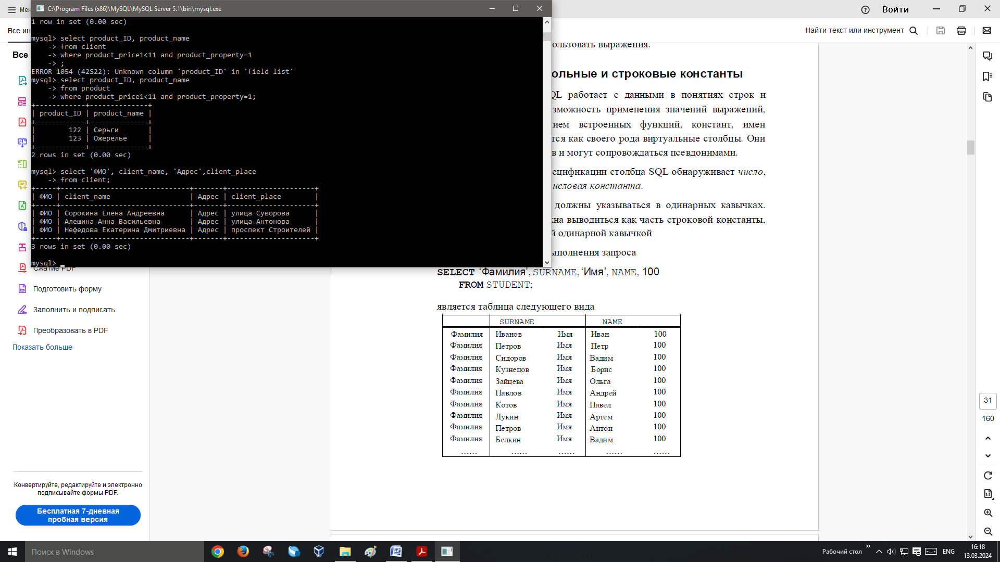 Мен
C:\Program Files (x86)\MySQL\MySQL Server 5.1\bin\mysql.exe
Войти
Все ин
Найти текст или инструмент
Все
1 row in set (0.00 sec)
mysql> select product_ID, product_name
-> from client
-> where product_price1<11 and product_property=1
-> ;
ERROR 1054 (42S22): Unknown column 'product_ID' in 'field list'
mysql> select product_ID, product_name
-> from product
-> where product_price1<11 and product_property=1;
+------------+--------------+
| product_ID | product_name |
+------------+--------------+
| 122 | Серьги |
| 123 | Ожерелье |
+------------+--------------+
2 rows in set (0.00 sec)
mysql> select 'ФИО', client_name, 'Адрес',client_place
-> from client;
+-----+-------------------------------+-------+---------------------+
| ФИО | client_name | Адрес | client_place |
+-----+-------------------------------+-------+---------------------+
| ФИО | Сорокина Елена Андреевна | Адрес | улица Суворова |
| ФИО | Алешина Анна Васильевна | Адрес | улица Антонова |
| ФИО | Нефедова Екатерина Дмитриевна | Адрес | проспект Строителей |
+-----+-------------------------------+-------+---------------------+
3 rows in set (0.00 sec)
mysql>
ользовать выражения.
ольные и строковые константы
QL работает с данными в понятиях строк и
зможность применения значений выражений,
ием встроенных функций, констант, имен
тся как своего рода виртуальные столбцы. Они
в и могут сопровождаться псевдонимами.
ецификации столбца SQL обнаруживает число,
исловая константа.
должны указываться в одинарных кавычках.
жна выводиться как часть строковой константы,
й одинарной кавычкой
ыполнения запроса
SELECT ‘Фамилия’, SURNAME, ‘Имя’, NAME, 100
FROM STUDENT;
является таблица следующего вида
SURNAME NAME
Фамилия Иванов Имя Иван 100
Фамилия Петров Имя Петр 100
Фамилия Сидоров Имя Вадим 100
Фамилия Кузнецов Имя Борис 100
Фамилия Зайцева Имя Ольга 100
Фамилия Павлов Имя Андрей 100
Фамилия Котов Имя Павел 100
Фамилия Лукин Имя Артем 100
Фамилия Петров Имя Антон 100
Фамилия Белкин Имя Вадим 100
…… …… …… …… ……
Сжатие PDF
Подготовить форму
Заполнить и подписать
Преобразовать в PDF
Показать больше
Конвертируйте, редактируйте и электронно
подписывайте формы PDF.
Бесплатная 7-дневная
пробная версия
31
160
Поиск в Windows
Рабочий стол
ENG
16:18
13.03.2024